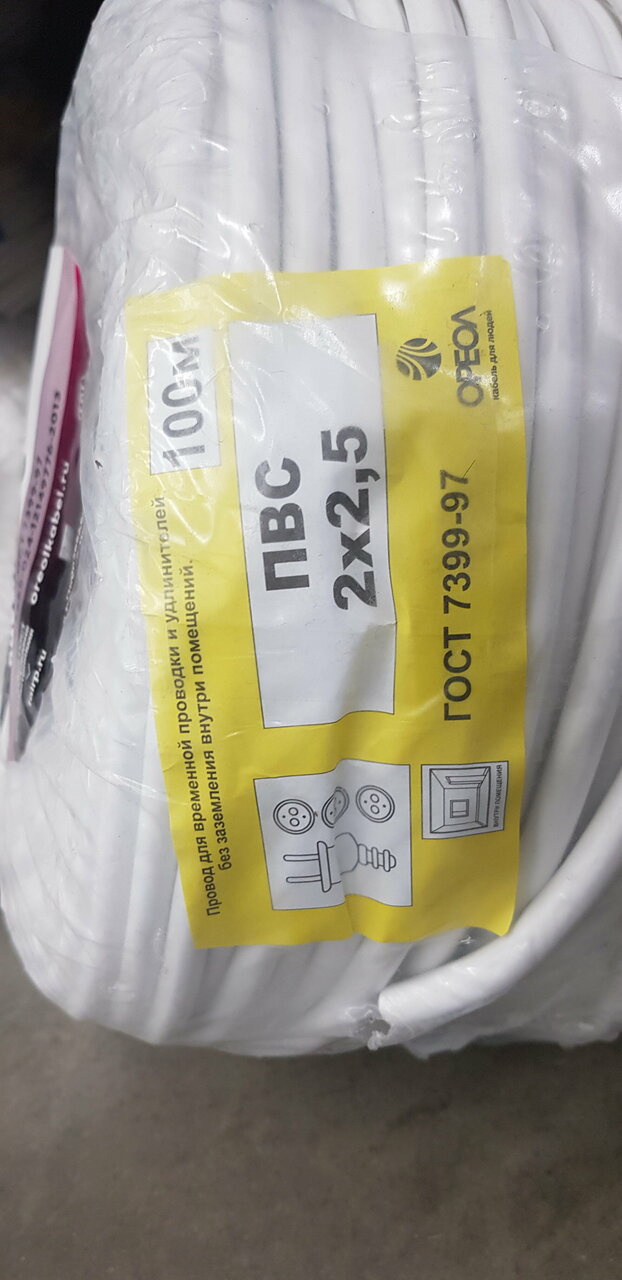 100м
ПВС
2х2,5
ОРЕОЛ
кабель для людей
ГОСТ 7399-97
Провод для временной проводки и удлинителей
без заземления внутри помещений.
ВНУТРИ ПОМЕЩЕНИЯ
oreolkabel.ru